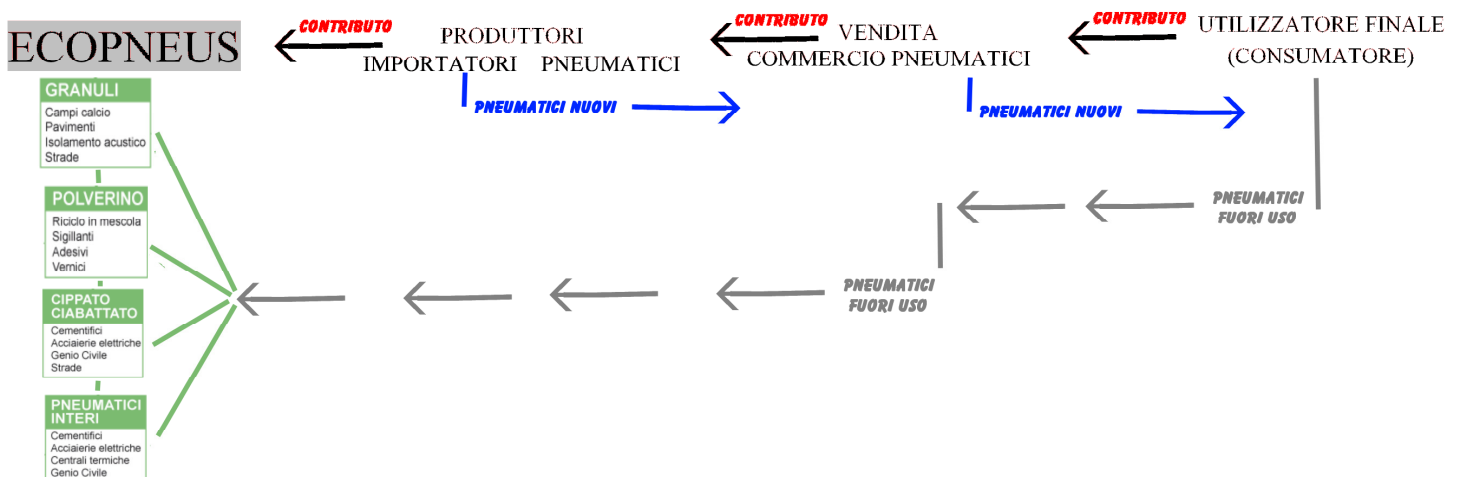 ECOPNEUS
CONTRIBUTO
PRODUTTORI
IMPORTATORI PNEUMATICI
CONTRIBUTO
VENDITA
COMMERCIO PNEUMATICI
CONTRIBUTO
UTILIZZATORE FINALE
(CONSUMATORE)
PNEUMATICI NUOVI
PNEUMATICI NUOVI
PNEUMATICI
FUORI USO
PNEUMATICI
FUORI USO
GRANULI
Campi calcio
Pavimenti
Isolamento acustico
Strade
POLVERINO
Riciclo in mescola
Sigillanti
Adesivi
Vernici
CIPPATO
CIABATTATO
Cementifici
Acciaierie elettriche
Genio Civile
Strade
PNEUMATICI
INTERI
Cementifici
Acciaierie elettriche
Centrali termiche
Genio Civile